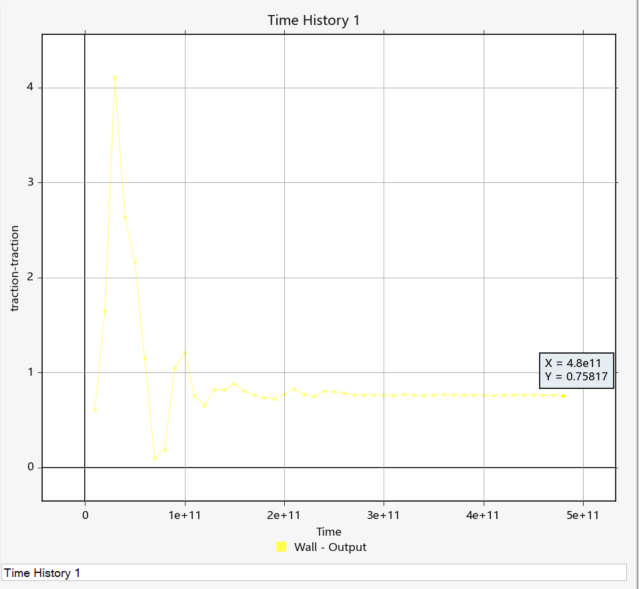 Time History 1
4
3
2
1
0
traction-traction
X = 4.8e11
Y = 0.75817
0
1e+11
2e+11
3e+11
4e+11
5e+11
Time
Wall - Output
Time History 1